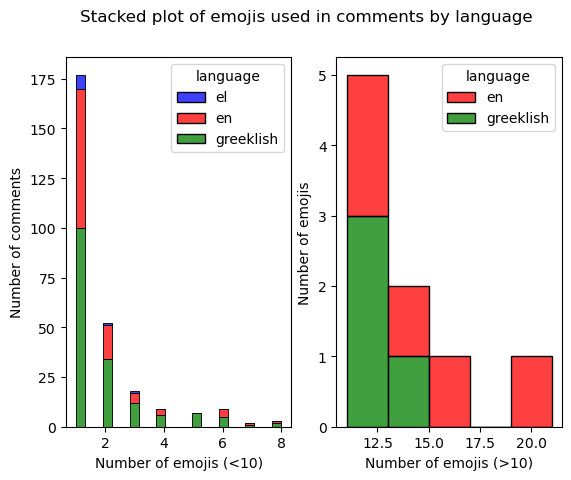 Stacked plot of emojis used in comments by language
Number of comments
175
150
125
100
75
50
25
0
language
el
en
greeklish
2
4
6
8
Number of emojis (<10)
Number of emojis
5
4
3
2
1
0
language
en
greeklish
12.5
15.0
17.5
20.0
Number of emojis (>10)